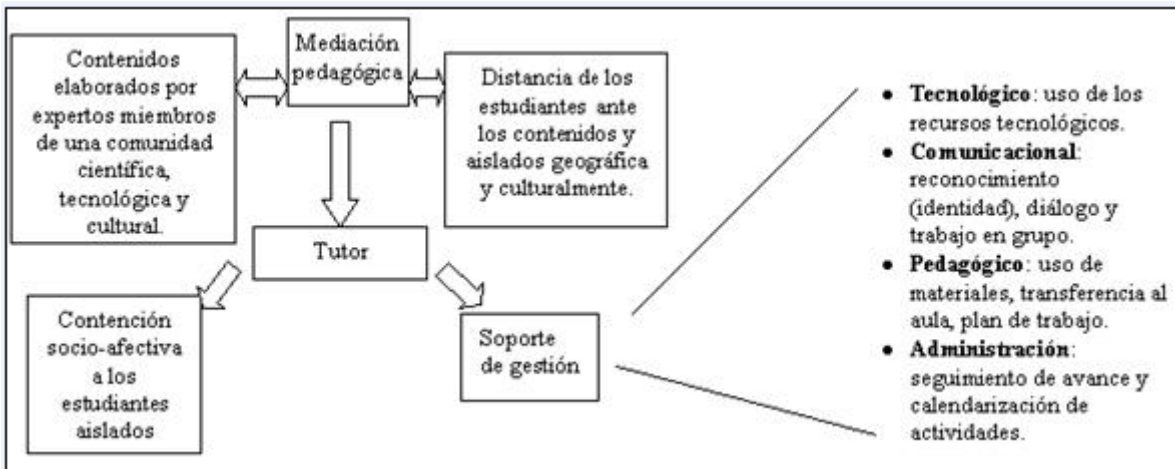 Mediación
pedagógica
Contenidos
elaborados por
expertos miembros
de una comunidad
científica,
tecnológica y
cultural.
Distancia de los
estudiantes ante
los contenidos y
aislados geográfica
y culturalmente.
Tutor
Contención
socio-afectiva
a los
estudiantes
aislados
Soporte
de gestión
● Tecnológico: uso de los
recursos tecnológicos.
● Comunicacional:
reconocimiento
(identidad), diálogo y
trabajo en grupo.
● Pedagógico: uso de
materiales, transferencia al
aula, plan de trabajo.
● Administración:
seguimiento de avance y
calendarización de
actividades.